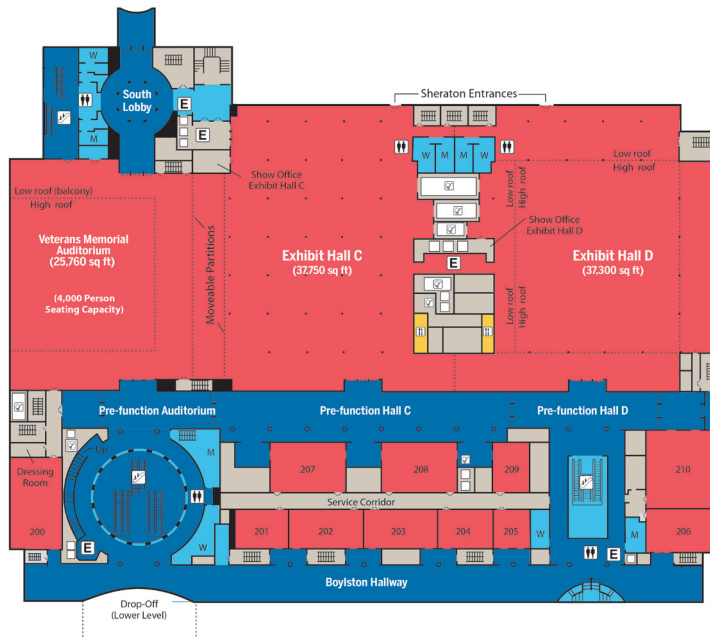 W
South
Lobby
E
M
E
Sheraton Entrances
Show Office
Exhibit Hall C
W
M
M
W
Low roof
High roof
Low roof
High roof
Low roof (balcony)
High roof
Veterans Memorial
Auditorium
(25,760 sq ft)
(4,000 Person
Seating Capacity)
Moveable Partitions
Exhibit Hall C
(37,750 sq ft)
Show Office
Exhibit Hall D
E
Exhibit Hall D
(37,300 sq ft)
Low roof
High roof
Pre-function Auditorium
Pre-function Hall C
Pre-function Hall D
Up
M
Dressing
Room
207
208
209
210
Service Corridor
200
E
W
201
202
203
204
205
W
M
206
E
Boylston Hallway
Drop-Off
(Lower Level)